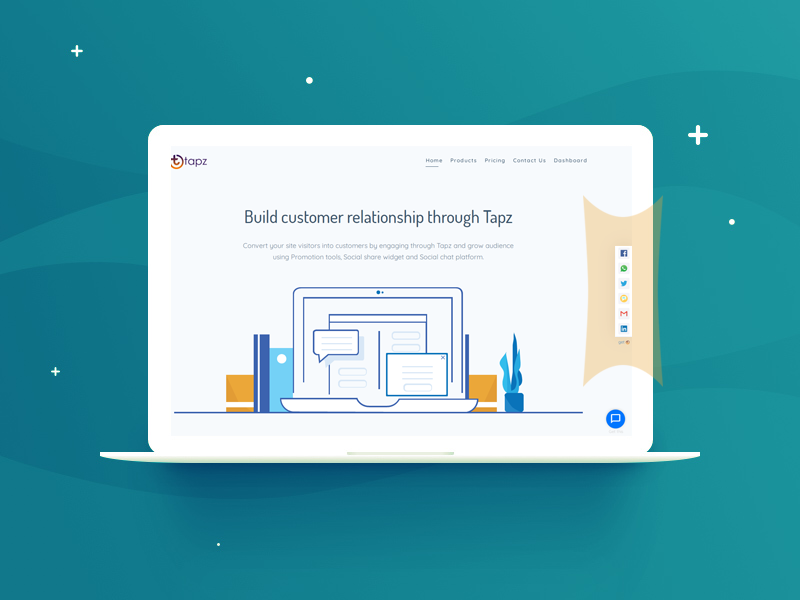 tapz
Home Products Pricing Contact Us Dashboard
Build customer relationship through Tapz
Convert your site visitors into customers by engaging through Tapz and grow audience
using Promotion tools, Social share widget and Social chat platform.